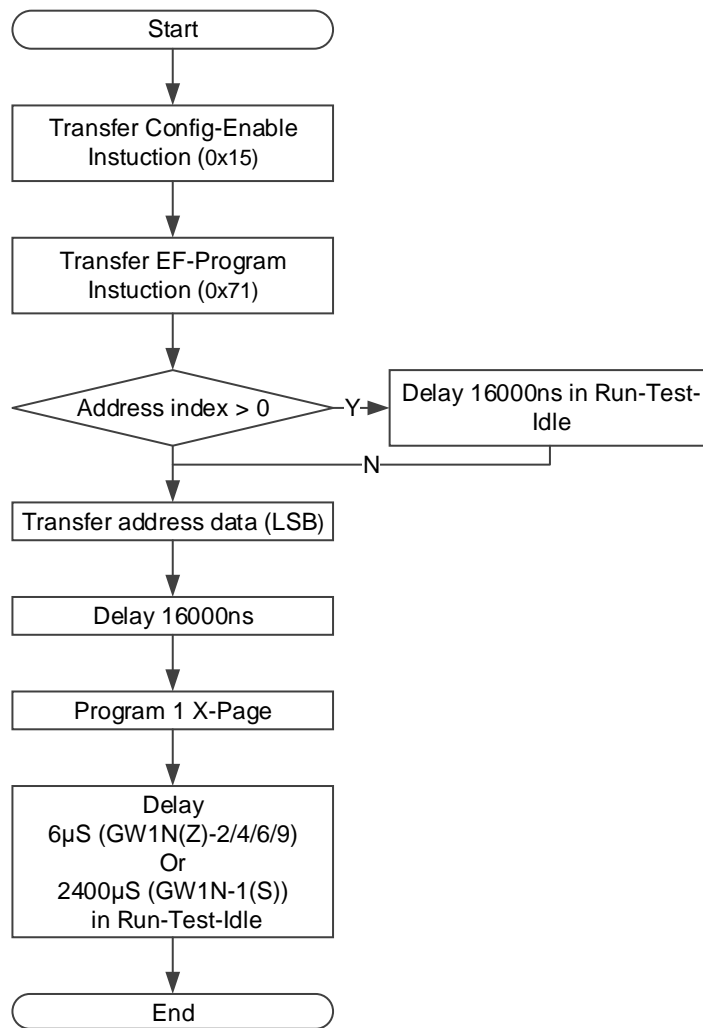 Start
Transfer Config-Enable
Instuction (0x15)
Transfer EF-Program
Instuction (0x71)
Address index > 0
Y
Delay 16000ns in Run-Test-
Idle
N
Transfer address data (LSB)
Delay 16000ns
Program 1 X-Page
Delay
6µS (GW1N(Z)-2/4/6/9)
Or
2400µS (GW1N-1(S))
in Run-Test-Idle
End